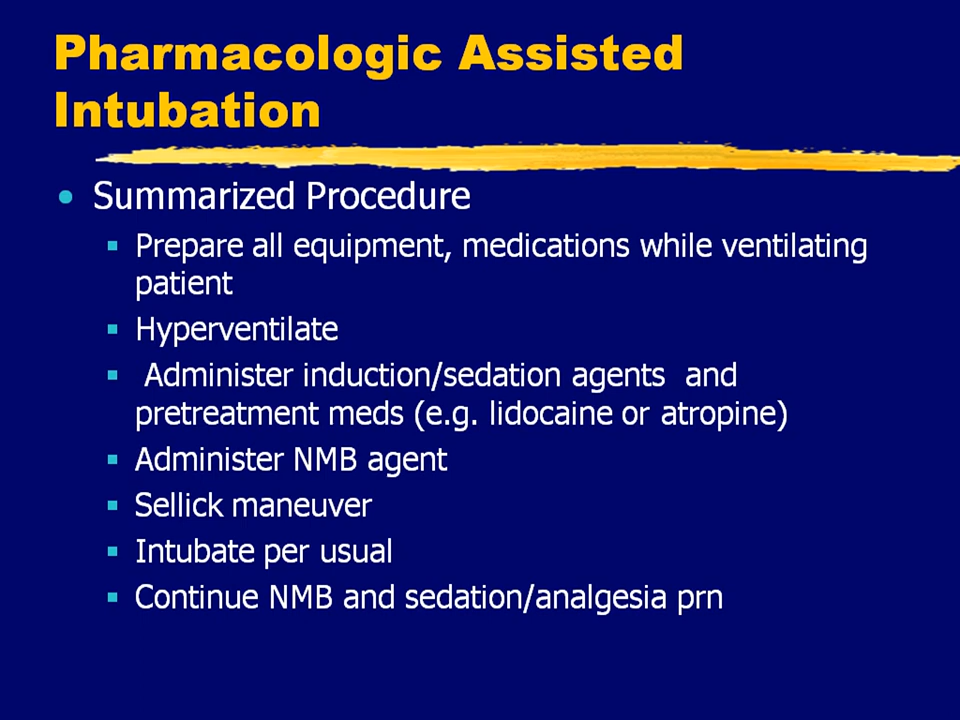 Pharmacologic Assisted
Intubation
• Summarized Procedure
▪ Prepare all equipment, medications while ventilating
patient
▪ Hyperventilate
▪ Administer induction/sedation agents  and
pretreatment meds (e.g. lidocaine or atropine)
▪ Administer NMB agent
▪ Sellick maneuver
▪ Intubate per usual
▪ Continue NMB and sedation/analgesia prn